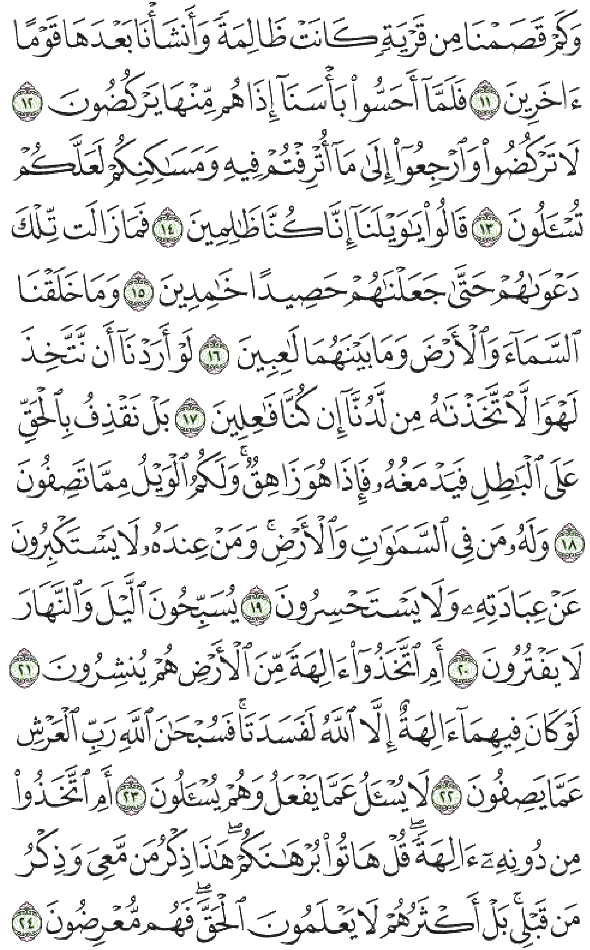 وَكَمْ قَصَمْنَا مِن قَرْيَةٍ كَانَتْ ظَالِمَةً وَأَنشَأْنَا بَعْدَهَا قَوْمًا
ءَاخَرِينَ ١١ فَلَمَّآ أَحَسُّوا۟ بَأْسَنَآ إِذَا هُم مِّنْهَا يَرْكُضُونَ ١٢
لَا تَرْكُضُوا۟ وَٱرْجِعُوٓا۟ إِلَىٰ مَآ أُتْرِفْتُمْ فِيهِ وَمَسَٰكِنِكُمْ لَعَلَّكُمْ
تُسْـَٔلُونَ ١٣ قَالُوا۟ يَٰوَيْلَنَآ إِنَّا كُنَّا ظَٰلِمِينَ ١٤ فَمَا زَالَت تِّلْكَ
دَعْوَىٰهُمْ حَتَّىٰ جَعَلْنَٰهُمْ حَصِيدًا خَٰمِدِينَ ١٥ وَمَا خَلَقْنَا
ٱلسَّمَآءَ وَٱلْأَرْضَ وَمَا بَيْنَهُمَا لَٰعِبِينَ ١٦ لَوْ أَرَدْنَآ أَن نَّتَّخِذَ
لَهْوًا لَّٱتَّخَذْنَٰهُ مِن لَّدُنَّآ إِن كُنَّا فَٰعِلِينَ ١٧ بَلْ نَقْذِفُ بِٱلْحَقِّ
عَلَى ٱلْبَٰطِلِ فَيَدْمَغُهُۥ فَإِذَا هُوَ زَاهِقٌ ۚ وَلَكُمُ ٱلْوَيْلُ مِمَّا تَصِفُونَ
١٨ وَلَهُۥ مَن فِى ٱلسَّمَٰوَٰتِ وَٱلْأَرْضِ ۚ وَمَنْ عِندَهُۥ لَا يَسْتَكْبِرُونَ
عَنْ عِبَادَتِهِۦ وَلَا يَسْتَحْسِرُونَ ١٩ يُسَبِّحُونَ ٱلَّيْلَ وَٱلنَّهَارَ
لَا يَفْتُرُونَ ٢٠ أَمِ ٱتَّخَذُوٓا۟ ءَالِهَةً مِّنَ ٱلْأَرْضِ هُمْ يُنشِرُونَ ٢١
لَوْ كَانَ فِيهِمَآ ءَالِهَةٌ إِلَّا ٱللَّهُ لَفَسَدَتَا ۚ فَسُبْحَٰنَ ٱللَّهِ رَبِّ ٱلْعَرْشِ
عَمَّا يَصِفُونَ ٢٢ لَا يُسْـَٔلُ عَمَّا يَفْعَلُ وَهُمْ يُسْـَٔلُونَ ٢٣ أَمِ ٱتَّخَذُوا۟
مِن دُونِهِۦٓ ءَالِهَةً ۖ قُلْ هَاتُوا۟ بُرْهَٰنَكُمْ ۖ هَٰذَا ذِكْرُ مَن مَّعِىَ وَذِكْرُ
مَن قَبْلِى ۗ بَلْ أَكْثَرُهُمْ لَا يَعْلَمُونَ ٱلْحَقَّ ۖ فَهُم مُّعْرِضُونَ ٢٤